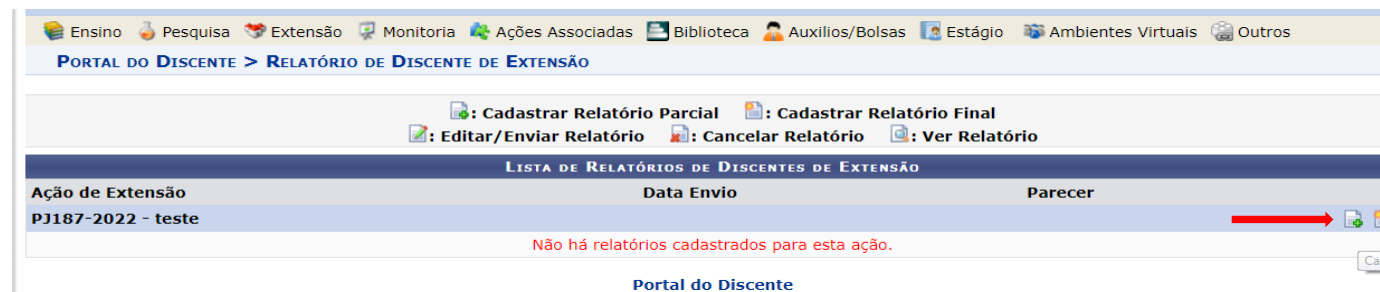 Ensino Pesquisa Extensão Monitoria Ações Associadas Biblioteca Auxílios/Bolsas Estágio Ambientes Virtuais Outros
Portal do Discente > Relatório de Discente de Extensão
: Cadastrar Relatório Parcial : Cadastrar Relatório Final
: Editar/Enviar Relatório : Cancelar Relatório : Ver Relatório
Lista de Relatórios de Discentes de Extensão
Ação de Extensão Data Envio Parecer
PJ187-2022 - teste
Não há relatórios cadastrados para esta ação.
Ca
Portal do Discente